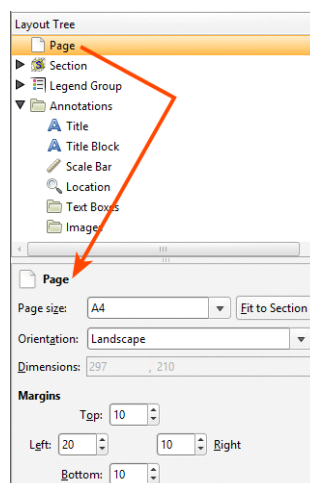 Layout Tree
Page
Section
Legend Group
Annotations
Title
Title Block
Scale Bar
Location
Text Boxes
Images
Page
Page size: A4 Fit to Section
Orientation: Landscape
Dimensions: 297 , 210
Margins
Top: 10
Left: 20 10 Right
Bottom: 10